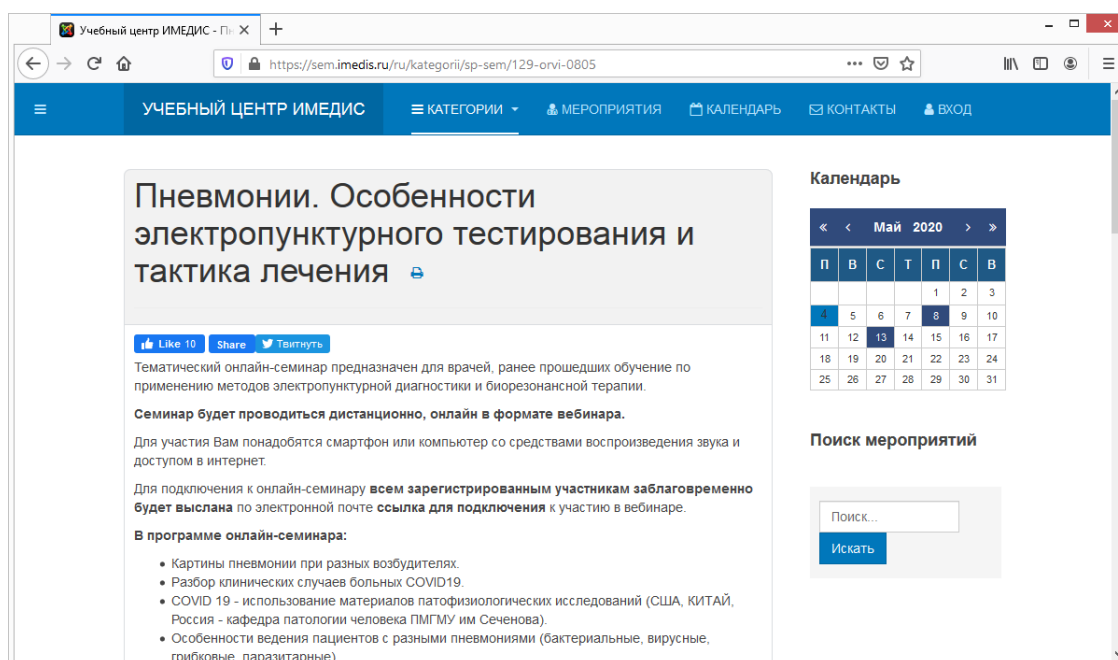 Учебный центр ИМЕДИС - Пн
https://sem.imedis.ru/ru/kategorii/sp-sem/129-orvi-0805
УЧЕБНЫЙ ЦЕНТР ИМЕДИС
КАТЕГОРИИ
МЕРОПРИЯТИЯ
КАЛЕНДАРЬ
КОНТАКТЫ
ВХОД
Пневмонии. Особенности
электропунктурного тестирования и
тактика лечения
Like 10
Share
Твитнуть
Тематический онлайн-семинар предназначен для врачей, ранее прошедших обучение по
применению методов электропунктурной диагностики и биорезонансной терапии.
Семинар будет проводиться дистанционно, онлайн в формате вебинара.
Для участия Вам понадобятся смартфон или компьютер со средствами воспроизведения звука и
доступом в интернет.
Для подключения к онлайн-семинару всем зарегистрированным участникам заблаговременно
будет выслана по электронной почте ссылка для подключения к участию в вебинаре.
В программе онлайн-семинара:
• Картины пневмонии при разных возбудителях.
• Разбор клинических случаев больных COVID19.
• COVID 19 - использование материалов патофизиологических исследований (США, КИТАЙ,
Россия - кафедра патологии человека ПМГМУ им Сеченова).
• Особенности ведения пациентов с разными пневмониями (бактериальные, вирусные,
грибковые, паразитарные)
Календарь
« ‹ Май 2020 › »
П В С Т П С В
1 2 3
4 5 6 7 8 9 10
11 12 13 14 15 16 17
18 19 20 21 22 23 24
25 26 27 28 29 30 31
Поиск мероприятий
Поиск...
Искать